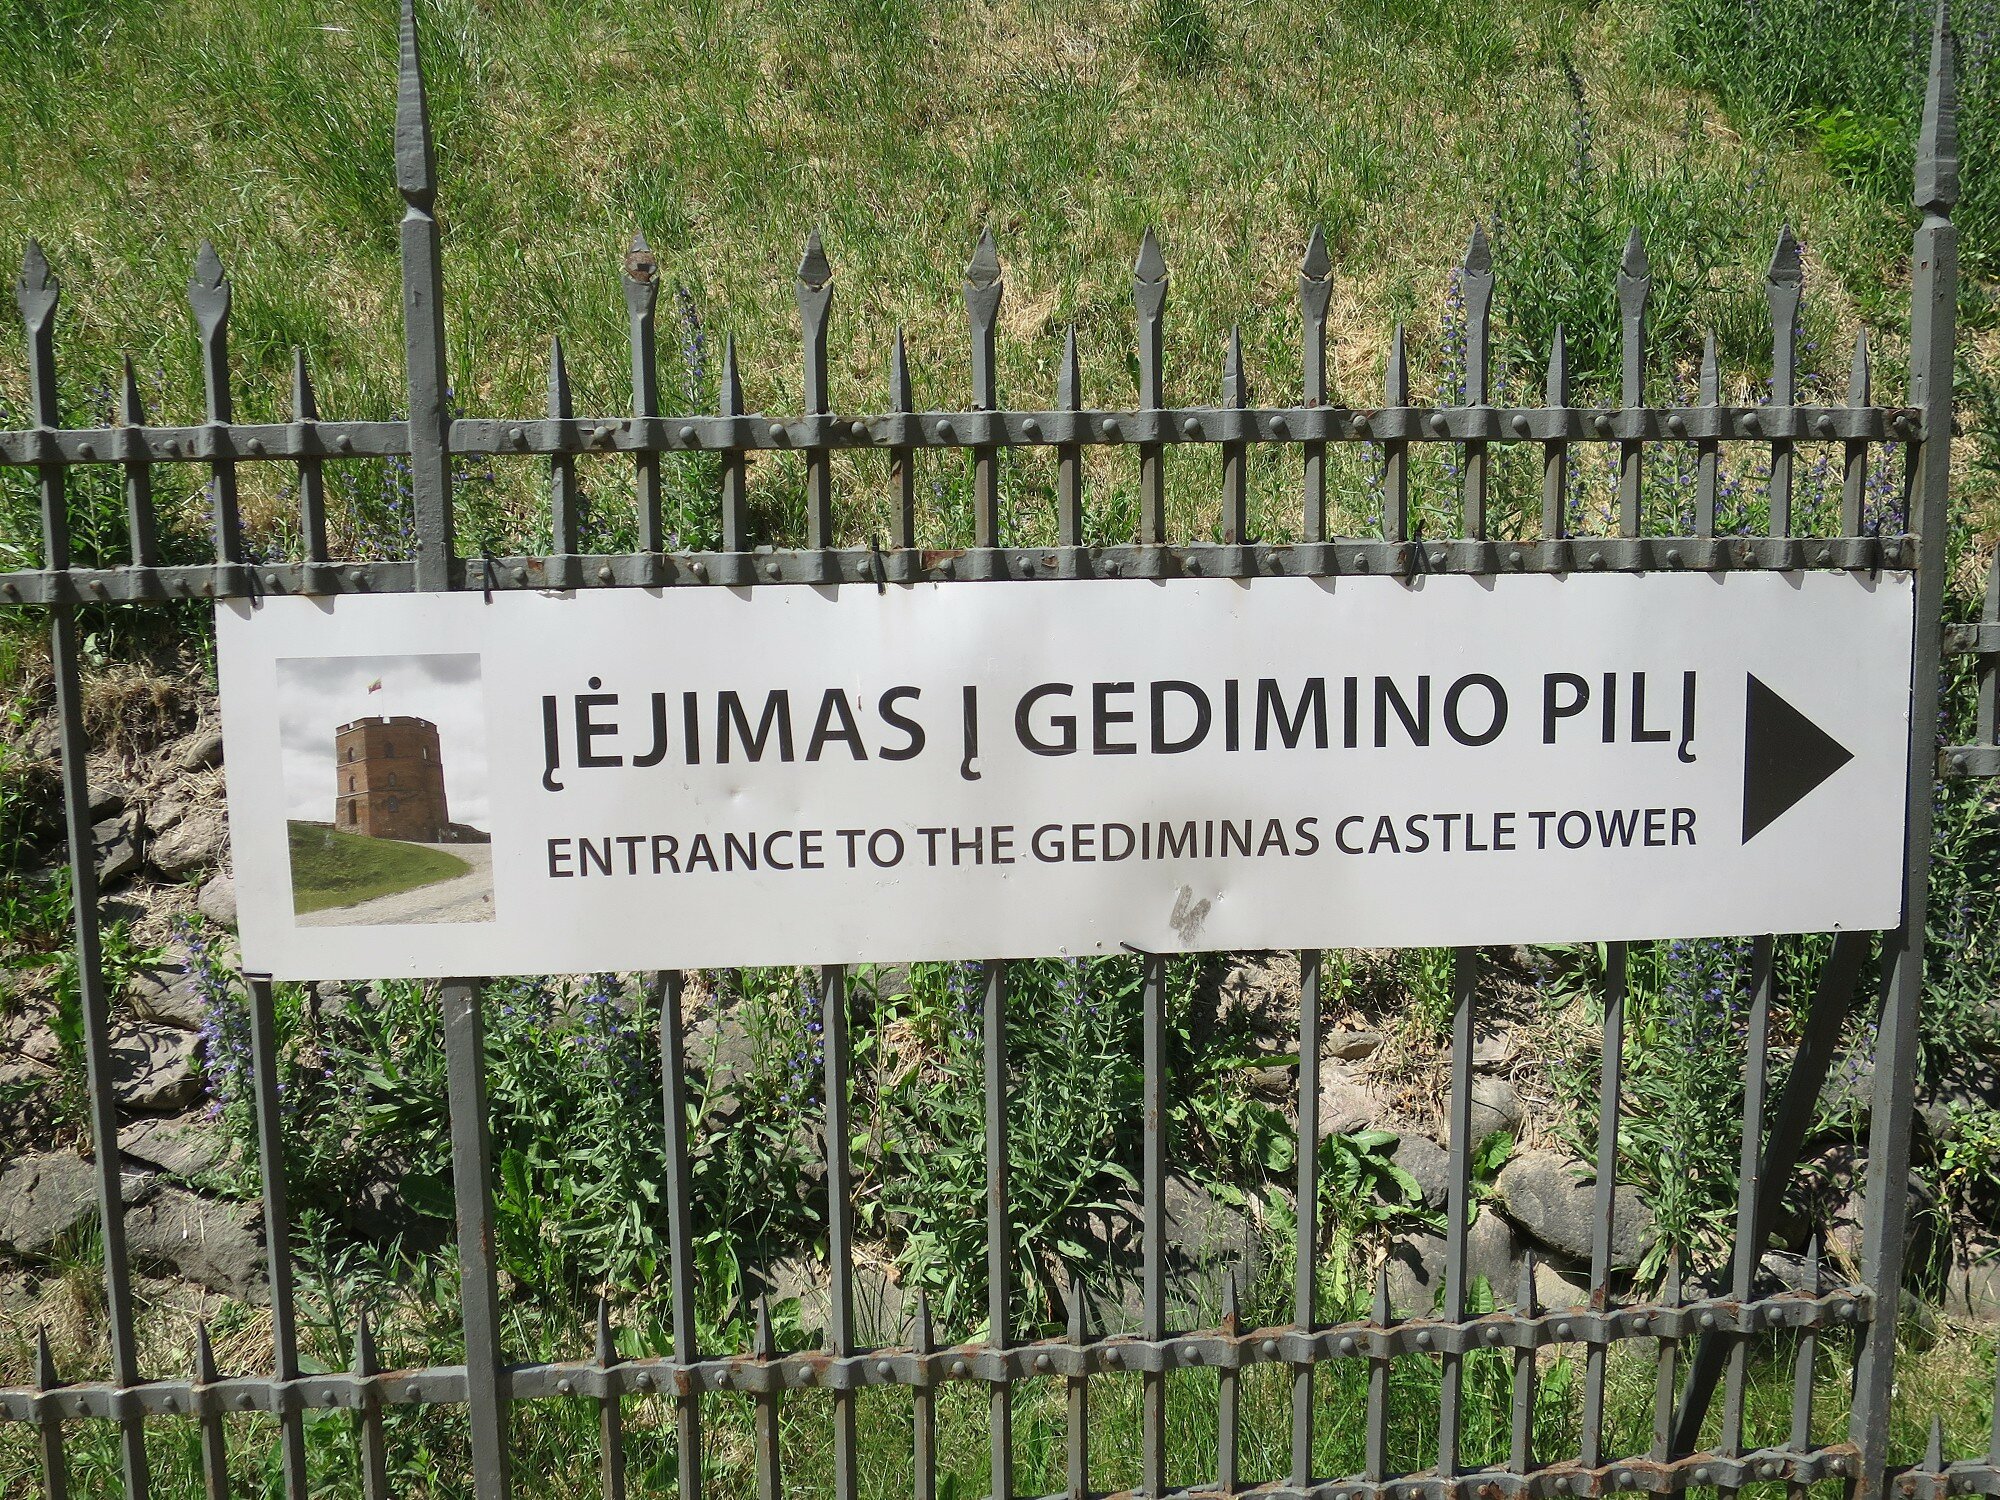 ĮĖJIMAS Į GEDIMINO PILĮ
ENTRANCE TO THE GEDIMINAS CASTLE TOWER